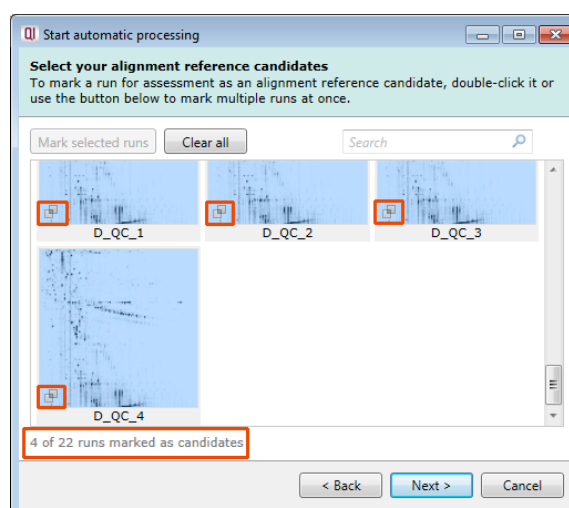 QI Start automatic processing
Select your alignment reference candidates
To mark a run for assessment as an alignment reference candidate, double-click it or
use the button below to mark multiple runs at once.
Mark selected runs Clear all Search
D_QC_1 D_QC_2 D_QC_3
D_QC_4
4 of 22 runs marked as candidates
< Back Next > Cancel